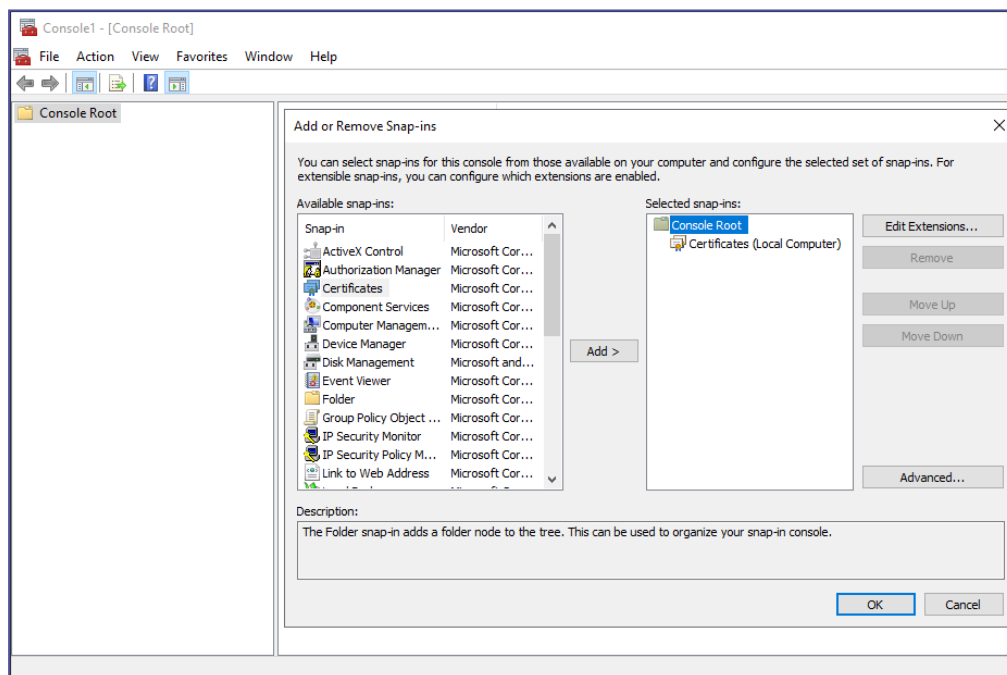 Console1 - [Console Root]
File Action View Favorites Window Help
Console Root
Add or Remove Snap-ins
You can select snap-ins for this console from those available on your computer and configure the selected set of snap-ins. For
extensible snap-ins, you can configure which extensions are enabled.
Available snap-ins:
Snap-in Vendor
ActiveX Control Microsoft Cor...
Authorization Manager Microsoft Cor...
Certificates Microsoft Cor...
Component Services Microsoft Cor...
Computer Managem... Microsoft Cor...
Device Manager Microsoft Cor...
Disk Management Microsoft and...
Event Viewer Microsoft Cor...
Folder Microsoft Cor...
Group Policy Object ... Microsoft Cor...
IP Security Monitor Microsoft Cor...
IP Security Policy M... Microsoft Cor...
Link to Web Address Microsoft Cor...
Add >
Selected snap-ins:
Console Root
Certificates (Local Computer)
Edit Extensions...
Remove
Move Up
Move Down
Advanced...
Description:
The Folder snap-in adds a folder node to the tree. This can be used to organize your snap-in console.
OK
Cancel